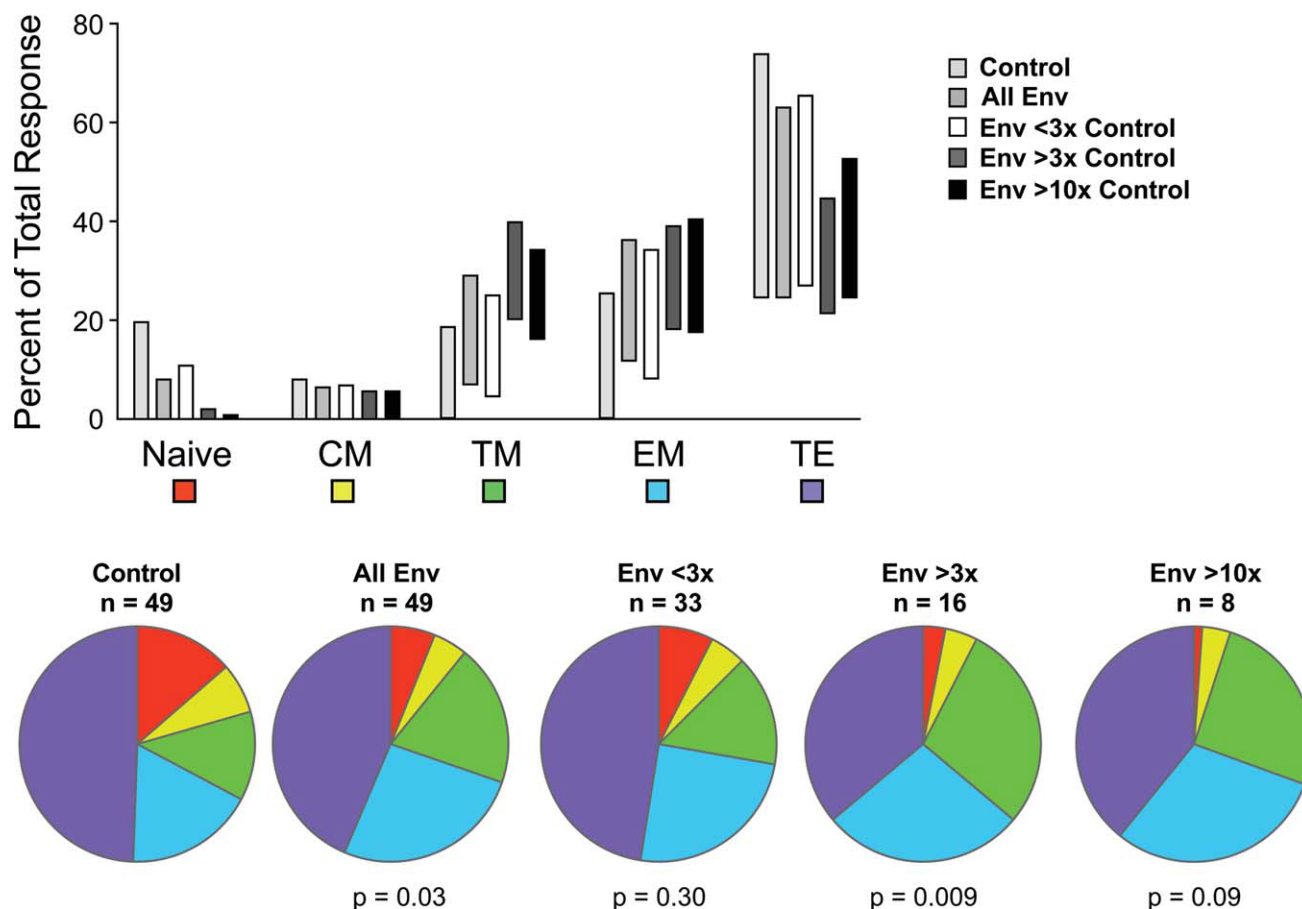 Percent of Total Response
80
60
40
20
0
Control
All Env
Env <3x Control
Env >3x Control
Env >10x Control
Naive CM TM EM TE
Control All Env Env <3x Env >3x Env >10x
n = 49 n = 49 n = 33 n = 16 n = 8
p = 0.03 p = 0.30 p = 0.009 p = 0.09